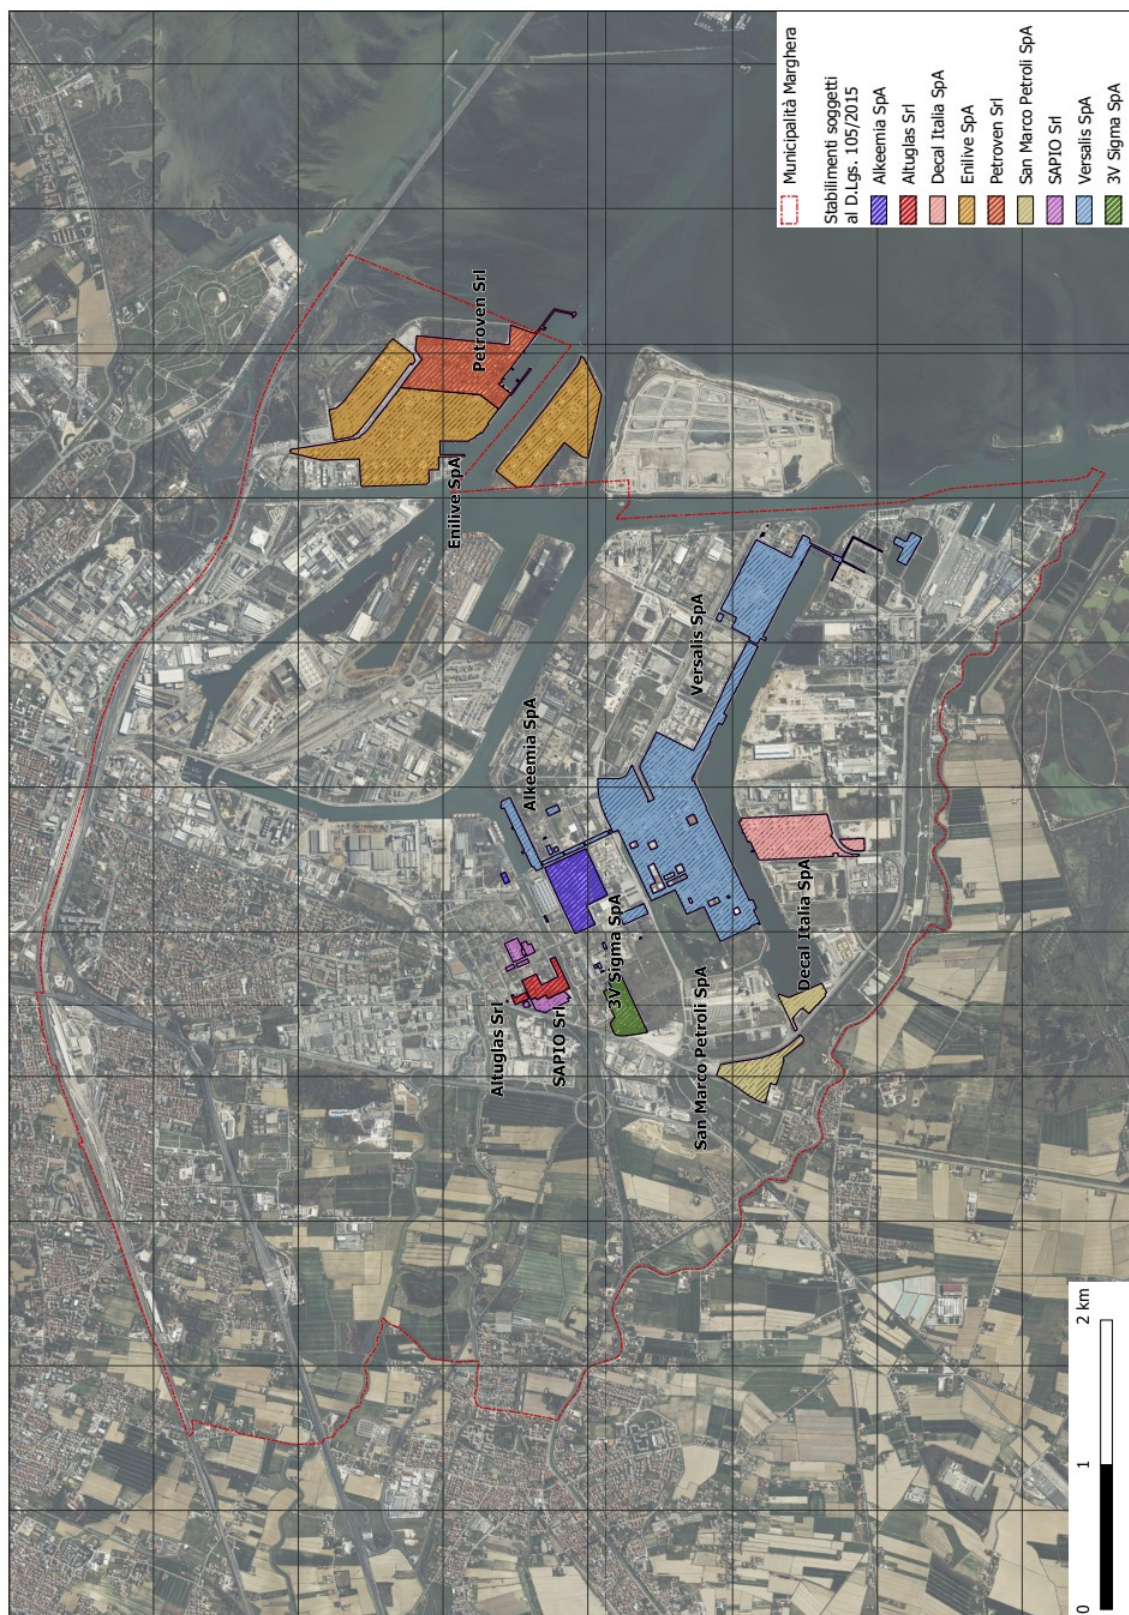 Petroven Srl
Enilive SpA
Versalis SpA
Alkeemia SpA
Decal Italia SpA
3V Sigma SpA
Altuglas Srl
SAPIO Srl
San Marco Petroli SpA
Municipalità Marghera
Stabilimenti soggetti
al D.Lgs. 105/2015
Alkeemia SpA
Altuglas Srl
Decal Italia SpA
Enilive SpA
Petroven Srl
San Marco Petroli SpA
SAPIO Srl
Versalis SpA
3V Sigma SpA
0 1 2 km